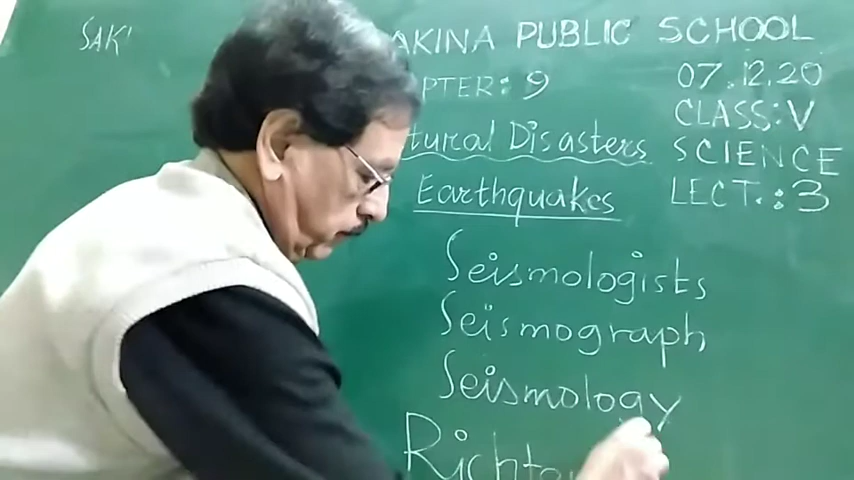 SAK'
AKINA PUBLIC SCHOOL
PTER: 9
07.12.20
CLASS: V
tural Disasters
SCIENCE
Earthquakes
LECT.: 3
Seismologists
Seismograph
Seismology
Richte